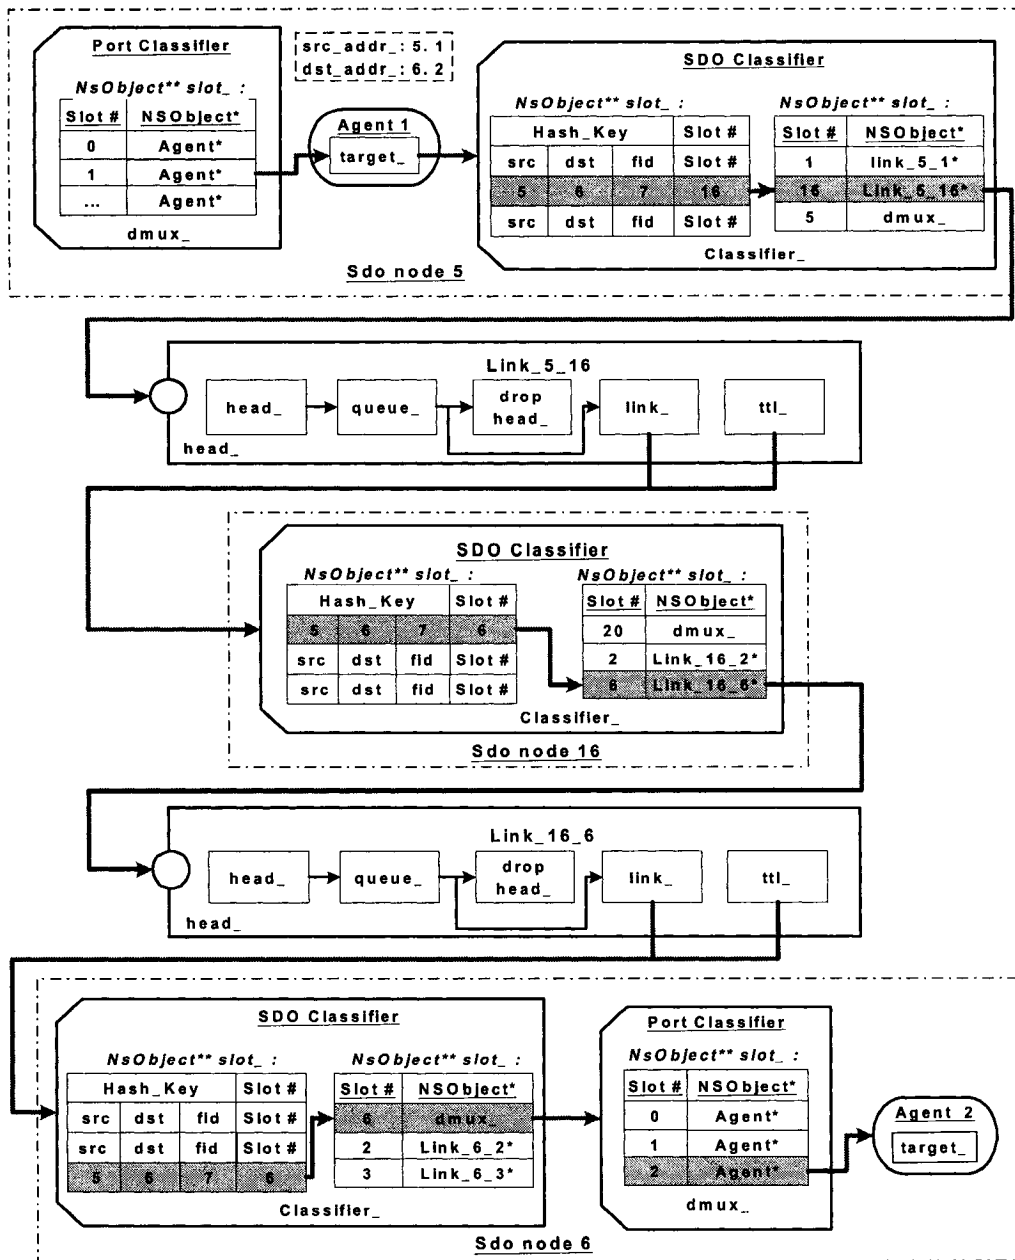 Port Classifier
NsObject** slot_ :
Slot # NSObject*
0 Agent*
1 Agent*
... Agent*
dmux_
src_addr_: 5.1
dst_addr_: 6.2
Agent 1
target_
SDO Classifier
NsObject** slot_ : NsObject** slot_ :
Hash_Key Slot # Slot # NSObject*
src dst fid Slot # 1 link_5_1*
5 6 7 16 16 Link_5_16*
src dst fid Slot # 5 dmux_
Classifier_
Sdo node 5
Link_5_16
head_ queue_ drop head_ link_ ttl_
head_
SDO Classifier
NsObject** slot_ : NsObject** slot_ :
Hash_Key Slot # Slot # NSObject*
5 6 7 6 20 dmux_
src dst fid Slot # 2 Link_16_2*
src dst fid Slot # 6 Link_16_6*
Classifier_
Sdo node 16
Link_16_6
head_ queue_ drop head_ link_ ttl_
head_
SDO Classifier
NsObject** slot_ : NsObject** slot_ :
Hash_Key Slot # Slot # NSObject*
src dst fid Slot # 6 dmux_
src dst fid Slot # 2 Link_6_2*
5 6 7 6 3 Link_6_3*
Classifier_
Port Classifier
NsObject** slot_ :
Slot # NSObject*
0 Agent*
1 Agent*
2 Agent*
dmux_
Agent 2
target_
Sdo node 6